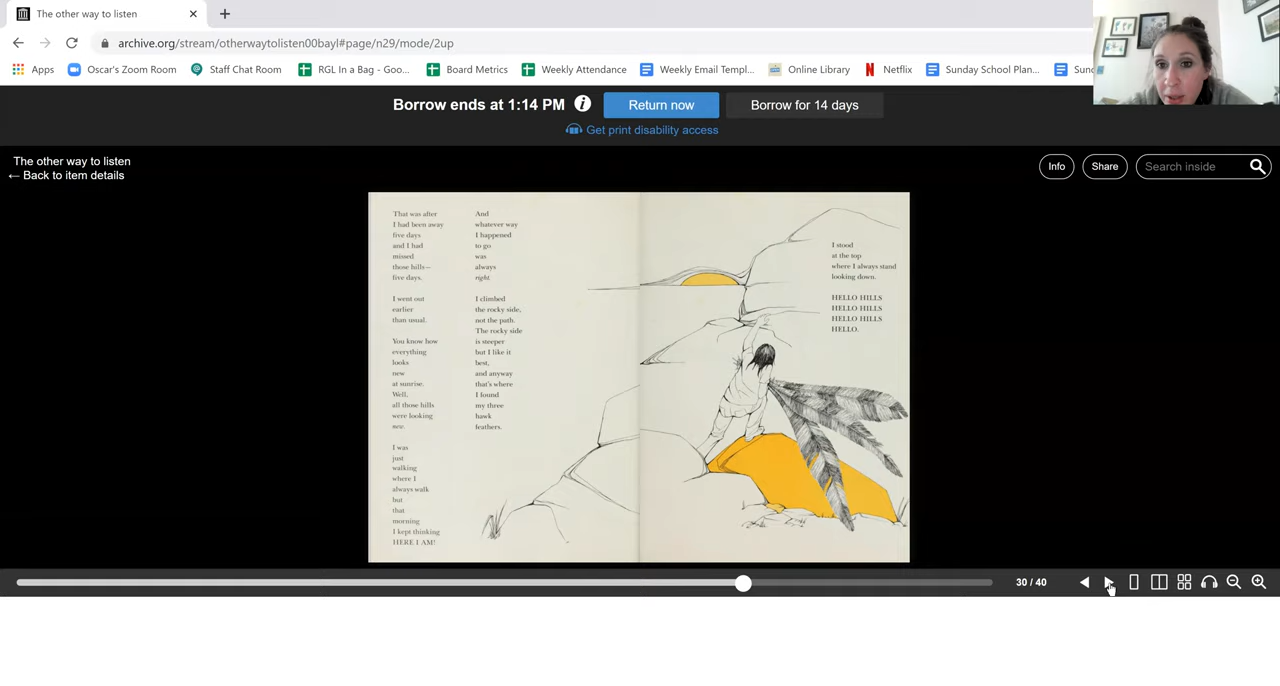 The other way to listen
archive.org/stream/otherwaytolisten00bayl#page/n29/mode/2up
Apps
Oscar's Zoom Room
Staff Chat Room
RGL In a Bag - Goo...
Board Metrics
Weekly Attendance
Weekly Email Templ...
Online Library
Netflix
Sunday School Plan...
Sund
Borrow ends at 1:14 PM
Return now
Borrow for 14 days
Get print disability access
The other way to listen
← Back to item details
Info
Share
Search inside
That was after
I had been away
five days
and I had
missed
those hills—
five days.
I went out
earlier
than usual.
You know how
everything
looks
new
at sunrise.
Well,
all those hills
were looking
new.
I was
just
walking
where I
always walk
but
that
morning
I kept thinking
HERE I AM!
And
whatever way
I happened
to go
was
always
right.
I climbed
the rocky side,
not the path.
The rocky side
is steeper
but I like it
best,
and anyway
that's where
I found
my three
hawk
feathers.
I stood
at the top
where I always stand
looking down.
HELLO HILLS
HELLO HILLS
HELLO HILLS
HELLO.
30 / 40